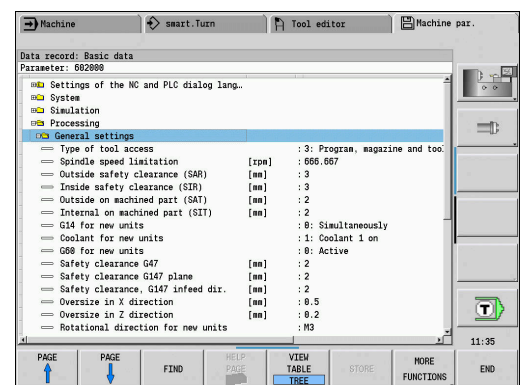 Machine smart.Turn Tool editor Machine par.
Data record: Basic data
Parameter: 602000
Settings of the NC and PLC dialog lang…
System
Simulation
Processing
General settings
Type of tool access : 3: Program, magazine and too
Spindle speed limitation [rpm] : 666.667
Outside safety clearance (SAR) [mm] : 3
Inside safety clearance (SIR) [mm] : 3
Outside on machined part (SAT) [mm] : 2
Internal on machined part (SIT) [mm] : 2
G14 for new units : 0: Simultaneously
Coolant for new units : 1: Coolant 1 on
G60 for new units : 0: Active
Safety clearance G47 [mm] : 2
Safety clearance G147 plane [mm] : 2
Safety clearance, G147 infeed dir. [mm] : 2
Oversize in X direction [mm] : 0.5
Oversize in Z direction [mm] : 0.2
Rotational direction for new units : M3
T
11:35
PAGE PAGE FIND HELP PAGE VIEW TABLE TREE STORE MORE FUNCTIONS END